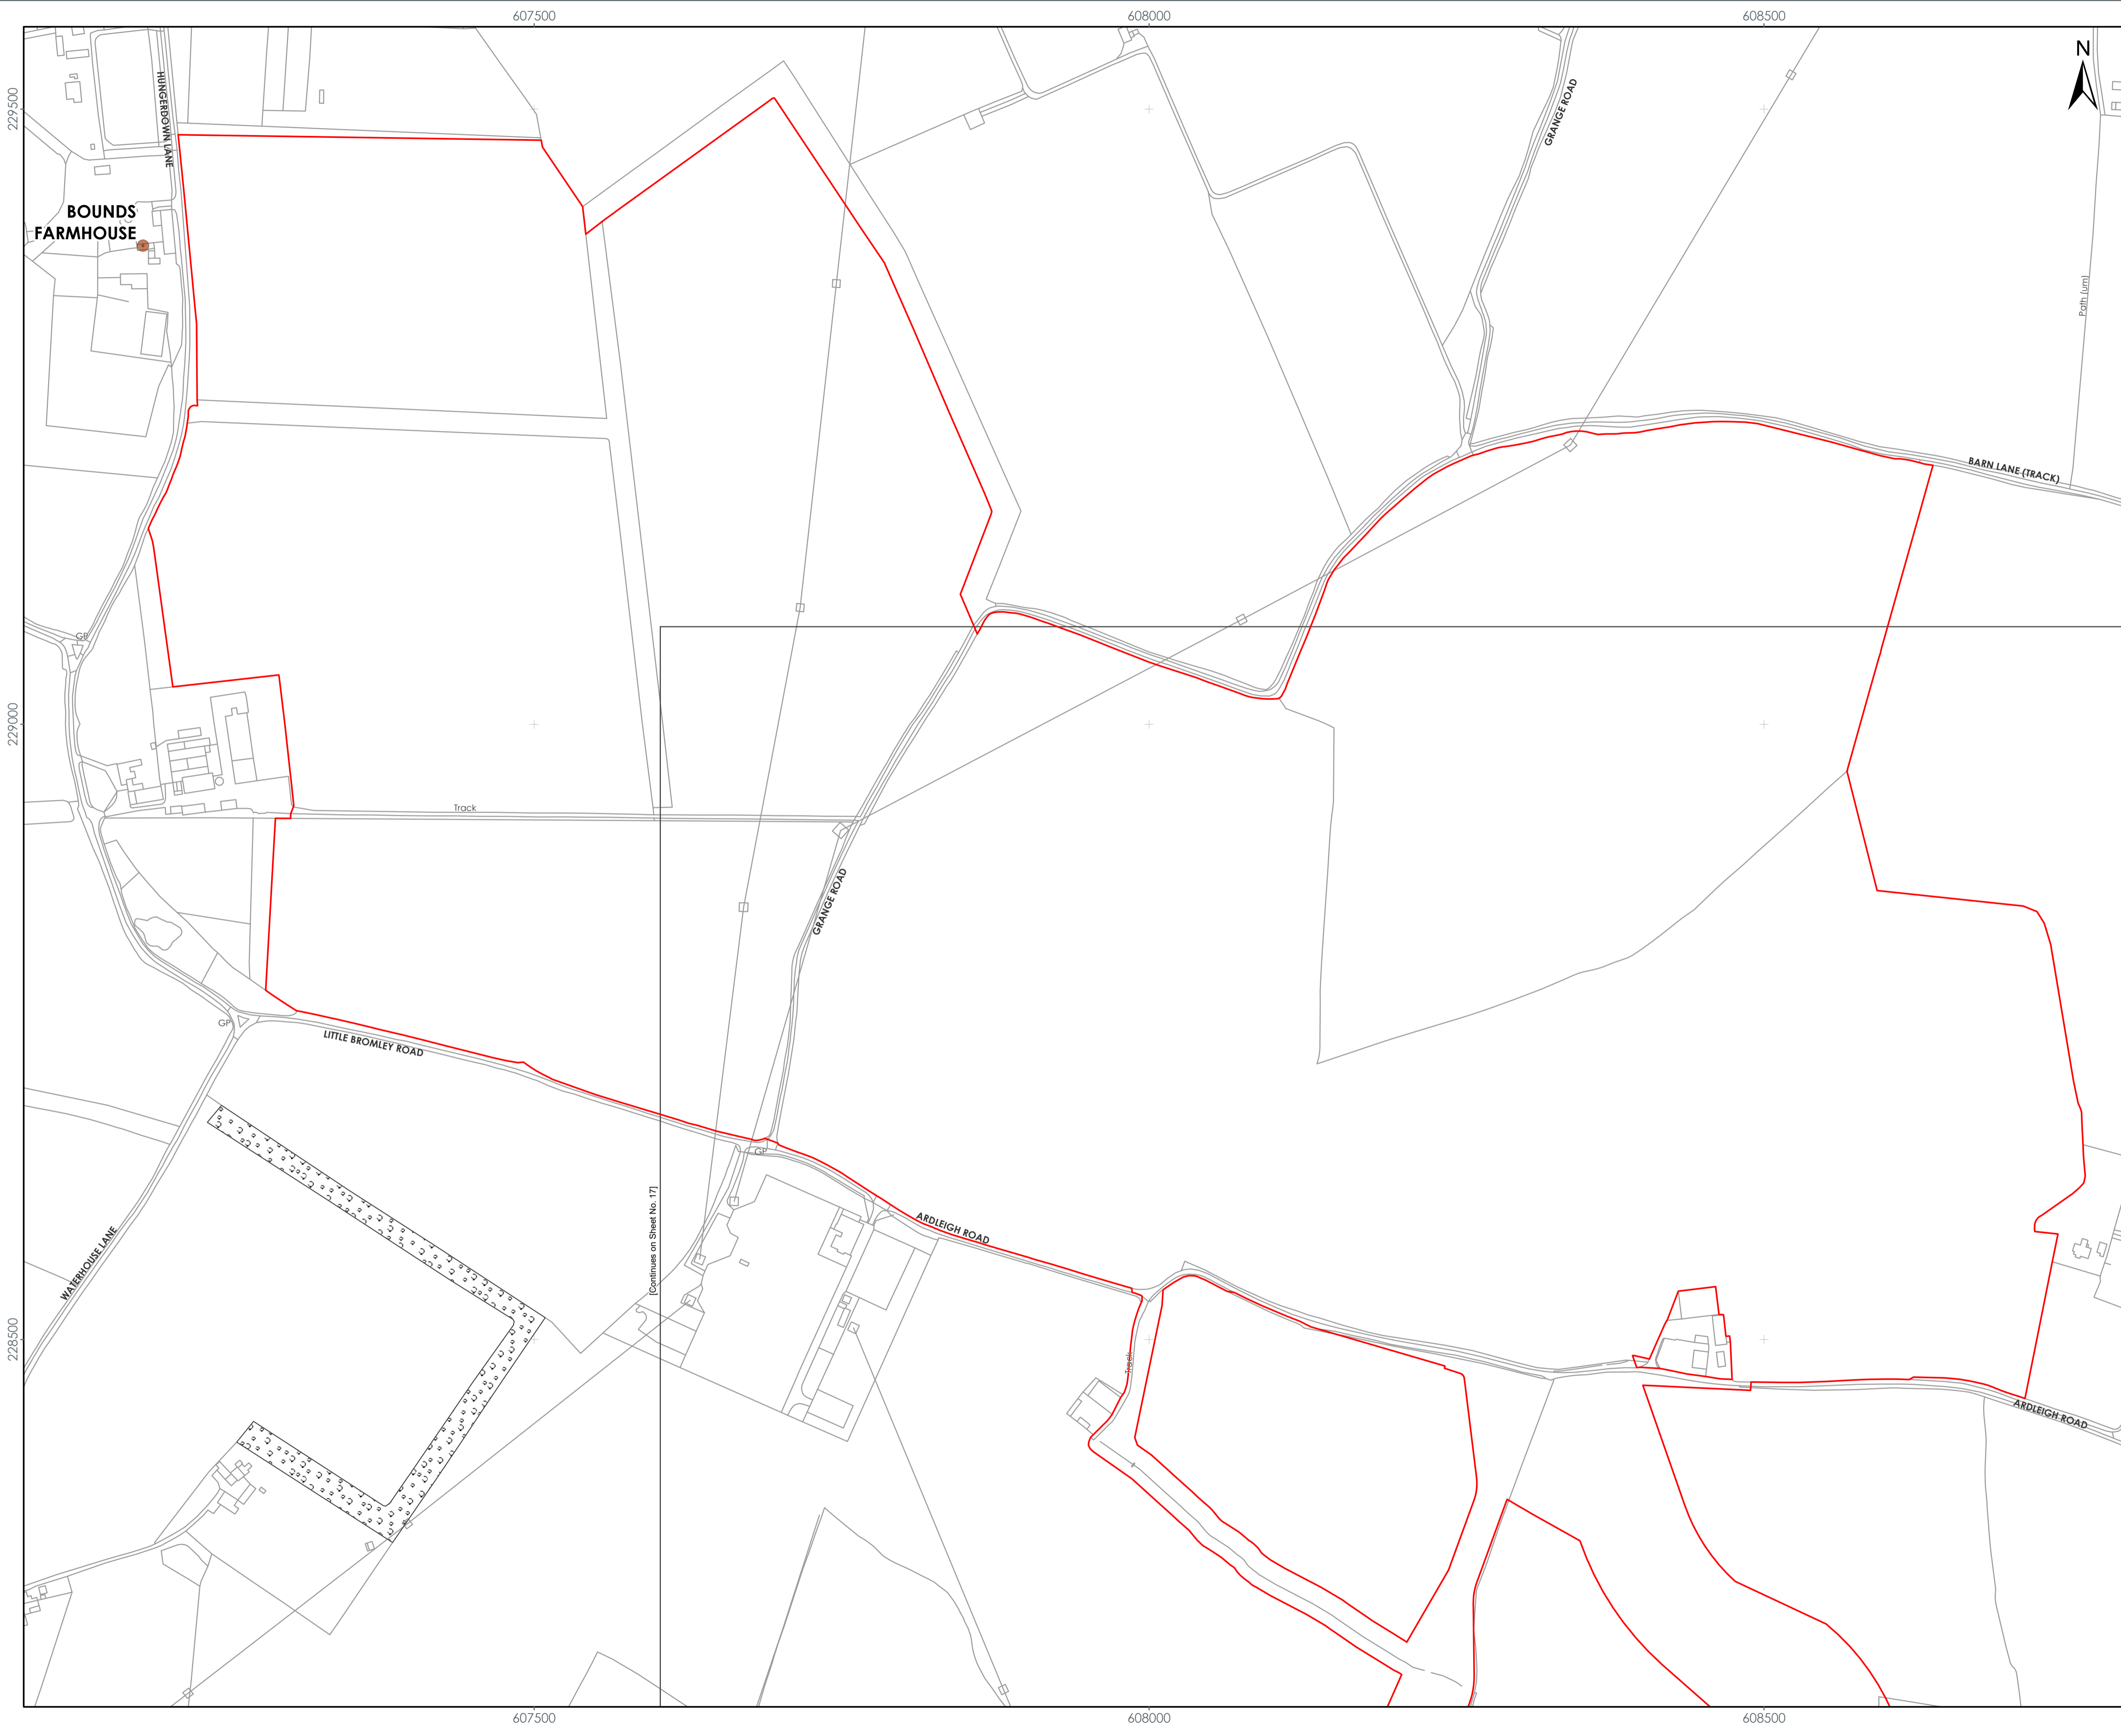 607500
608000
608500
N
229500
HUNGERDOWN LANE
GRANGE ROAD
BOUNDS
FARMHOUSE
Path (um)
BARN LANE (TRACK)
GP
229000
Track
GRANGE ROAD
GP
LITTLE BROMLEY ROAD
GP
[Continues on Sheet No. 17]
WATERHOUSE LANE
ARDLEIGH ROAD
228500
Track
ARDLEIGH ROAD
607500
608000
608500